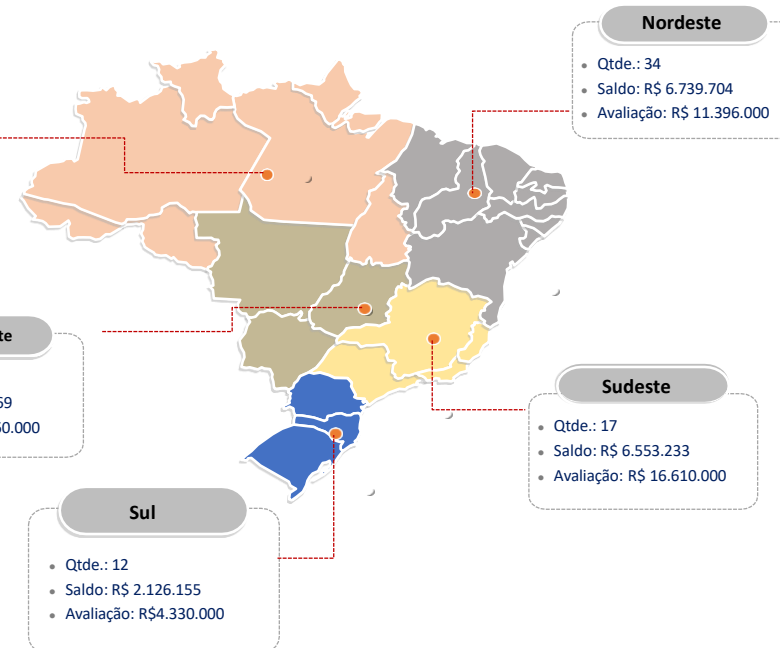 Nordeste
Qtde.: 34
Saldo: R$ 6.739.704
Avaliação: R$ 11.396.000
Sudeste
Qtde.: 17
Saldo: R$ 6.553.233
Avaliação: R$ 16.610.000
Sul
Qtde.: 12
Saldo: R$ 2.126.155
Avaliação: R$4.330.000